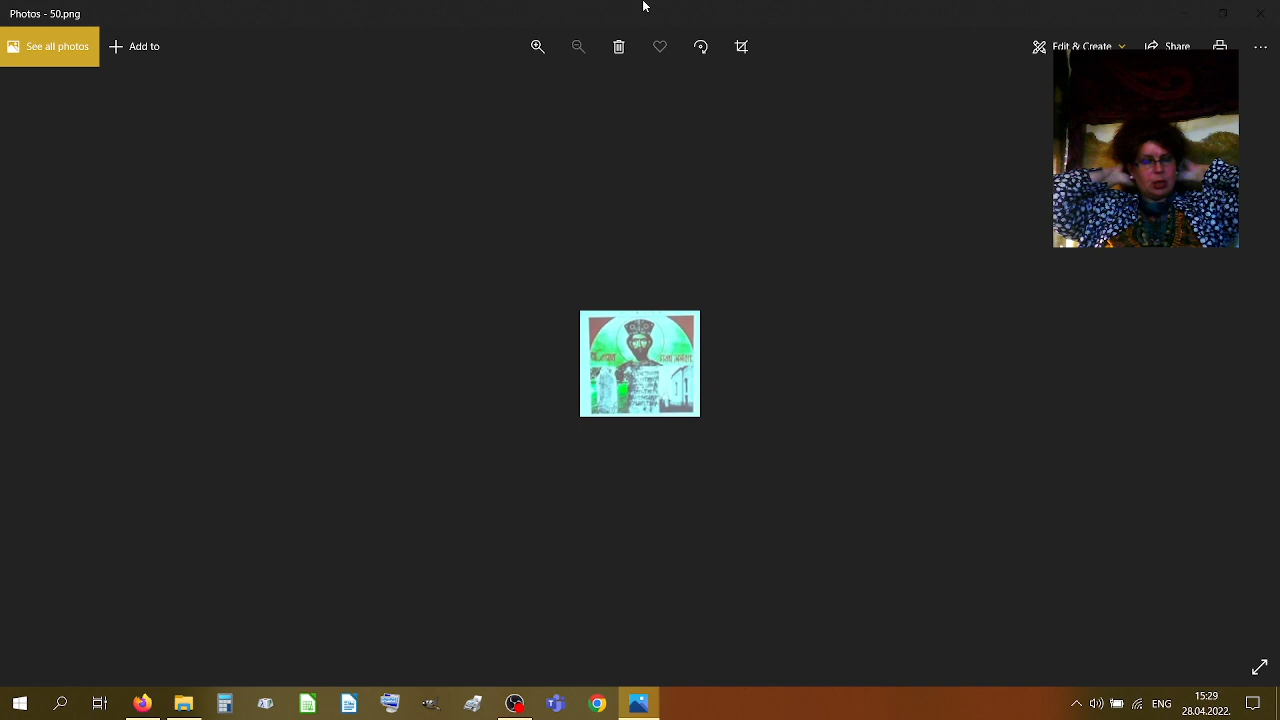 Photos - 50.png
See all photos
Add to
Edit & Create
Share
ENG
15:29
28.04.2022.